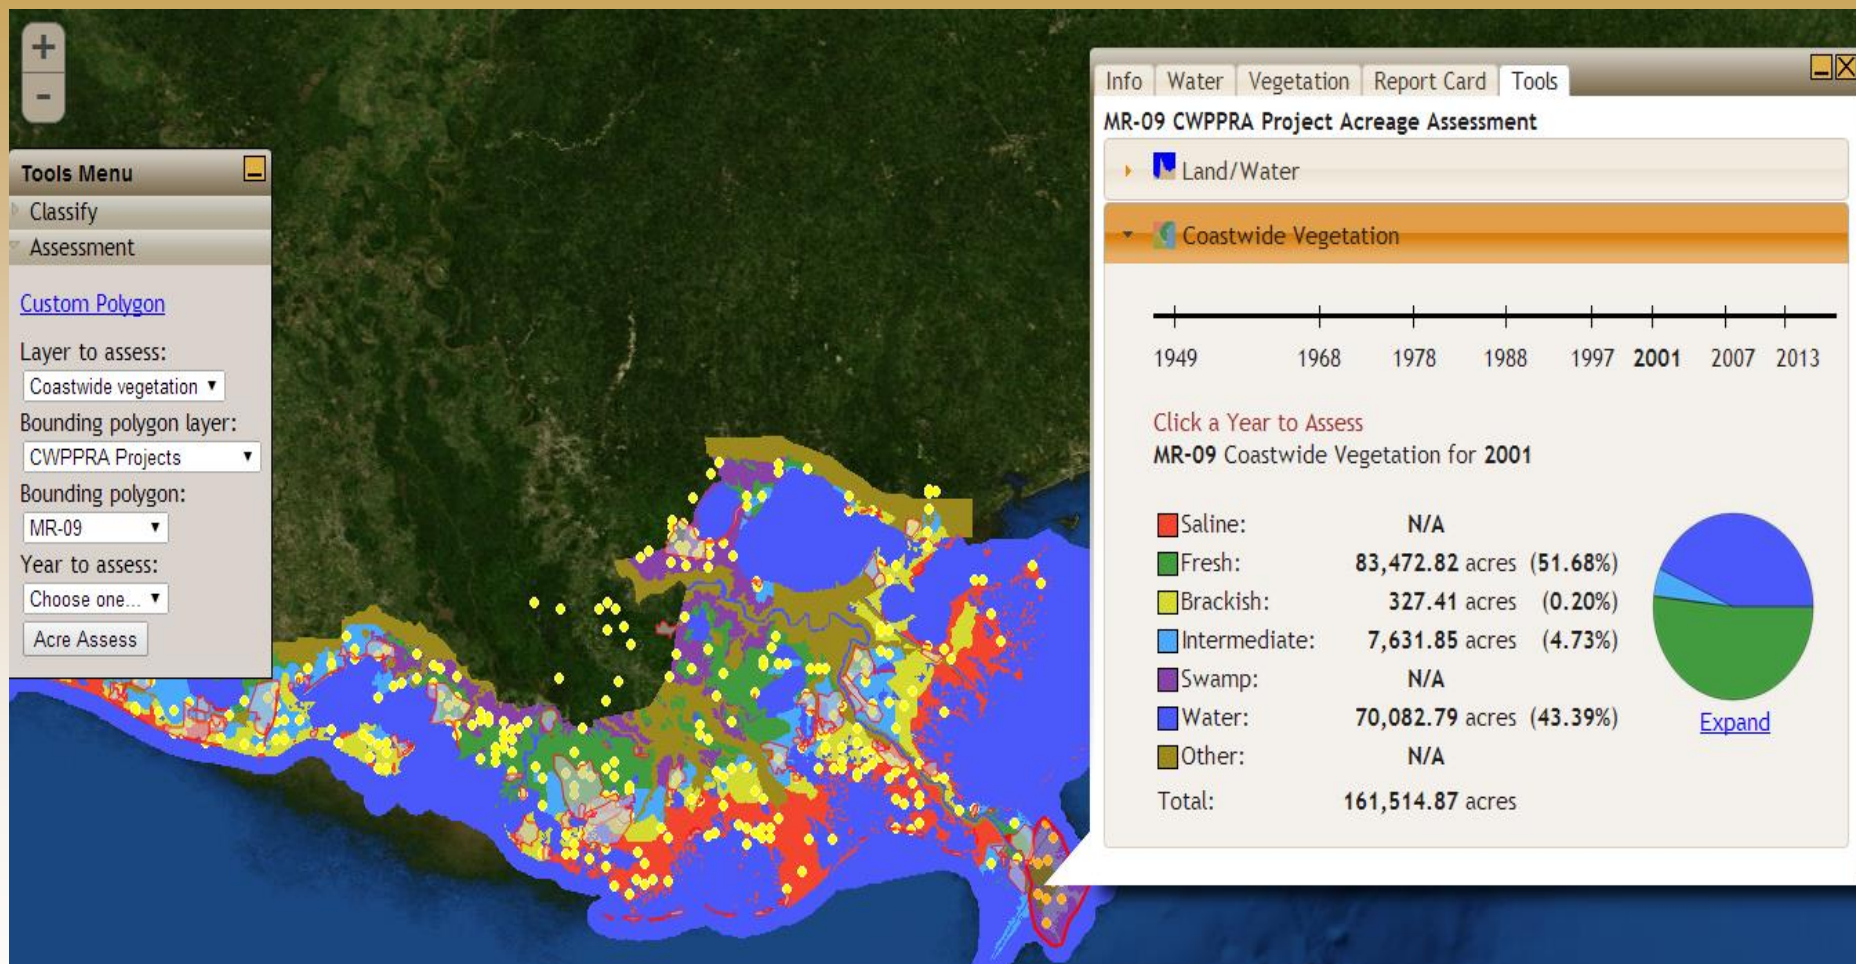 +
-
Tools Menu
Classify
Assessment
Custom Polygon
Layer to assess:
Coastwide vegetation
Bounding polygon layer:
CWPPRA Projects
Bounding polygon:
MR-09
Year to assess:
Choose one...
Acre Assess
Info Water Vegetation Report Card Tools
MR-09 CWPPRA Project Acreage Assessment
Land/Water
Coastwide Vegetation
1949 1968 1978 1988 1997 2001 2007 2013
Click a Year to Assess
MR-09 Coastwide Vegetation for 2001
Saline: N/A
Fresh: 83,472.82 acres (51.68%)
Brackish: 327.41 acres (0.20%)
Intermediate: 7,631.85 acres (4.73%)
Swamp: N/A
Water: 70,082.79 acres (43.39%)
Other: N/A
Total: 161,514.87 acres
Expand